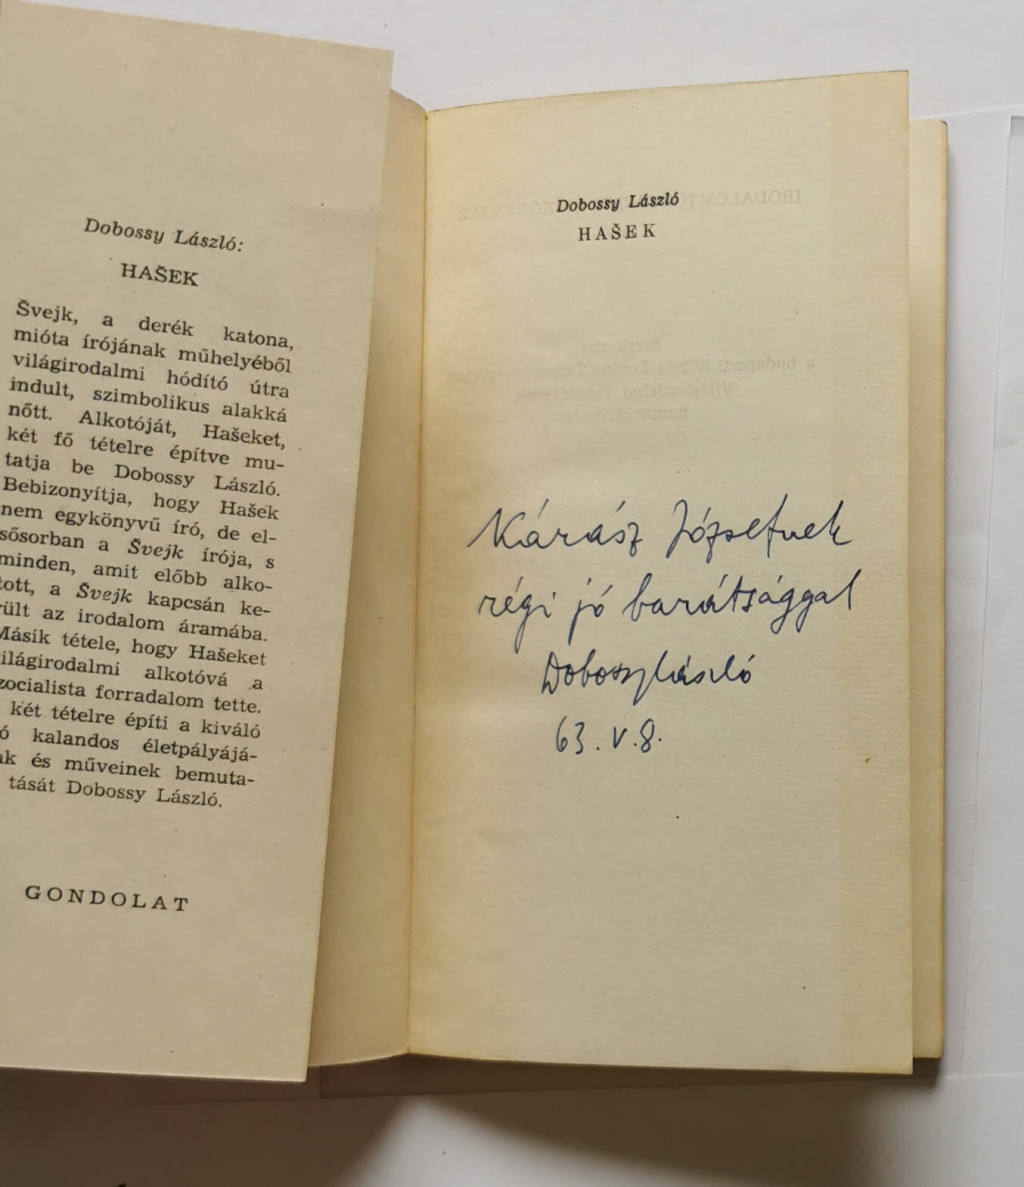 Dobossy László:
HAŠEK
Švejk, a derék katona,
mióta írójának műhelyéből
világirodalmi hódító útra
indult, szimbolikus alakká
nőtt. Alkotóját, Hašeket,
két fő tételre építve mu-
tatja be Dobossy László.
Bebizonyítja, hogy Hašek
nem egykönyvű író, de el-
sősorban a Švejk írója, s
minden, amit előbb alko-
tott, a Švejk kapcsán ke-
rült az irodalom áramába.
Másik tétele, hogy Hašeket
ilágirodalmi alkotóvá a
zocialista forradalom tette.
két tételre építi a kiváló
ó kalandos életpályájá-
ak és műveinek bemuta-
tását Dobossy László.
GONDOLAT
Dobossy László
HAŠEK
Kárász Józsefnek
régi jó barátsággal
Dobossy László
63. V. 8.